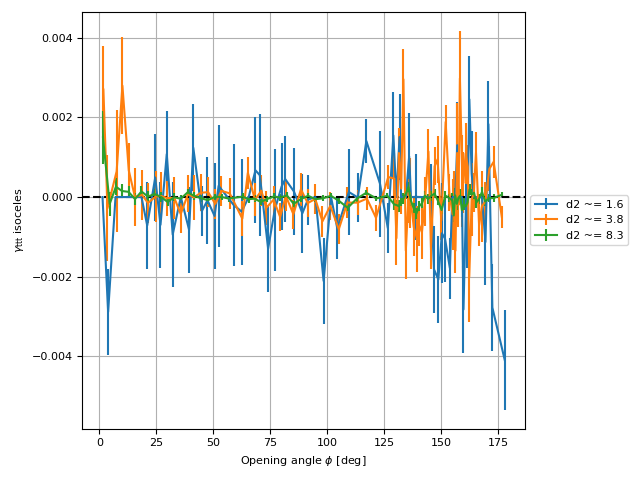 0.004
0.002
0.000
−0.002
−0.004
γttt isoceles
0
25
50
75
100
125
150
175
Opening angle ϕ [deg]
d2 ~= 1.6
d2 ~= 3.8
d2 ~= 8.3